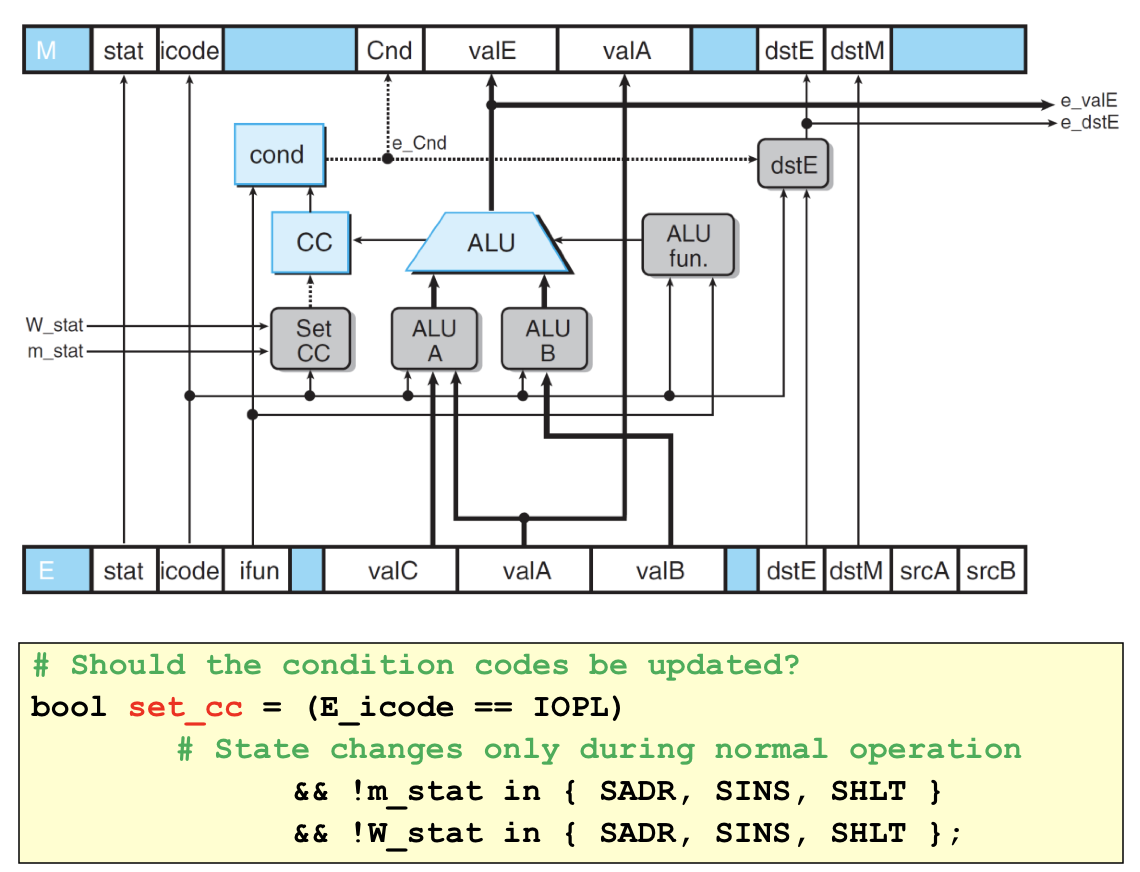 M stat icode Cnd valE valA dstE dstM
e_valE
e_dstE
e_Cnd
cond
dstE
CC
ALU
ALU
fun.
W_stat
m_stat
Set
CC
ALU
A
ALU
B
E stat icode ifun valC valA valB dstE dstM srcA srcB
# Should the condition codes be updated?
bool set_cc = (E_icode == IOPL)
# State changes only during normal operation
&& !m_stat in { SADR, SINS, SHLT }
&& !W_stat in { SADR, SINS, SHLT };